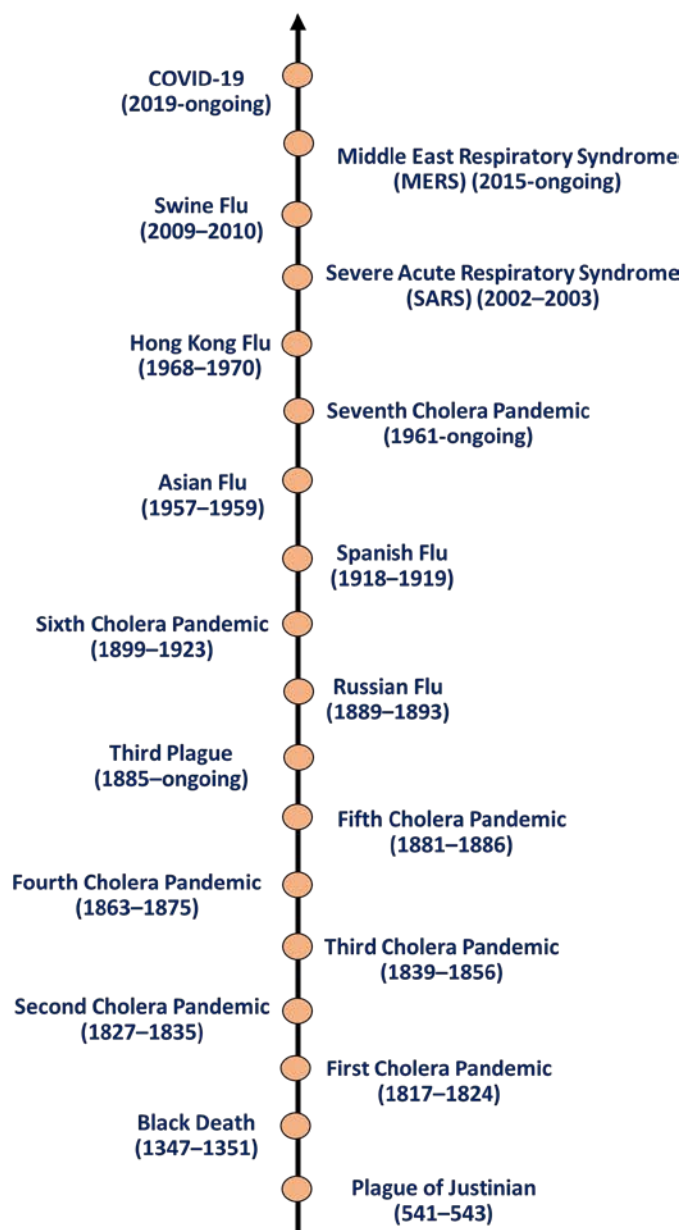 COVID-19
(2019-ongoing)
Middle East Respiratory Syndrome
(MERS) (2015-ongoing)
Swine Flu
(2009–2010)
Severe Acute Respiratory Syndrome
(SARS) (2002–2003)
Hong Kong Flu
(1968–1970)
Seventh Cholera Pandemic
(1961-ongoing)
Asian Flu
(1957–1959)
Spanish Flu
(1918–1919)
Sixth Cholera Pandemic
(1899–1923)
Russian Flu
(1889–1893)
Third Plague
(1885–ongoing)
Fifth Cholera Pandemic
(1881–1886)
Fourth Cholera Pandemic
(1863–1875)
Third Cholera Pandemic
(1839–1856)
Second Cholera Pandemic
(1827–1835)
First Cholera Pandemic
(1817–1824)
Black Death
(1347–1351)
Plague of Justinian
(541–543)